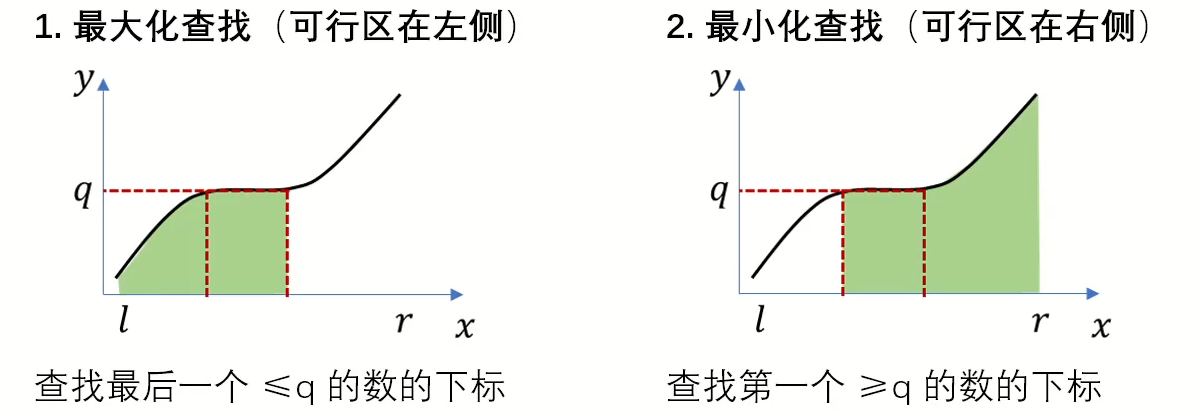 1. 最大化查找（可行区在左侧）
y
q
l
r
x
查找最后一个 ≤q 的数的下标
2. 最小化查找（可行区在右侧）
y
q
l
r
x
查找第一个 ≥q 的数的下标